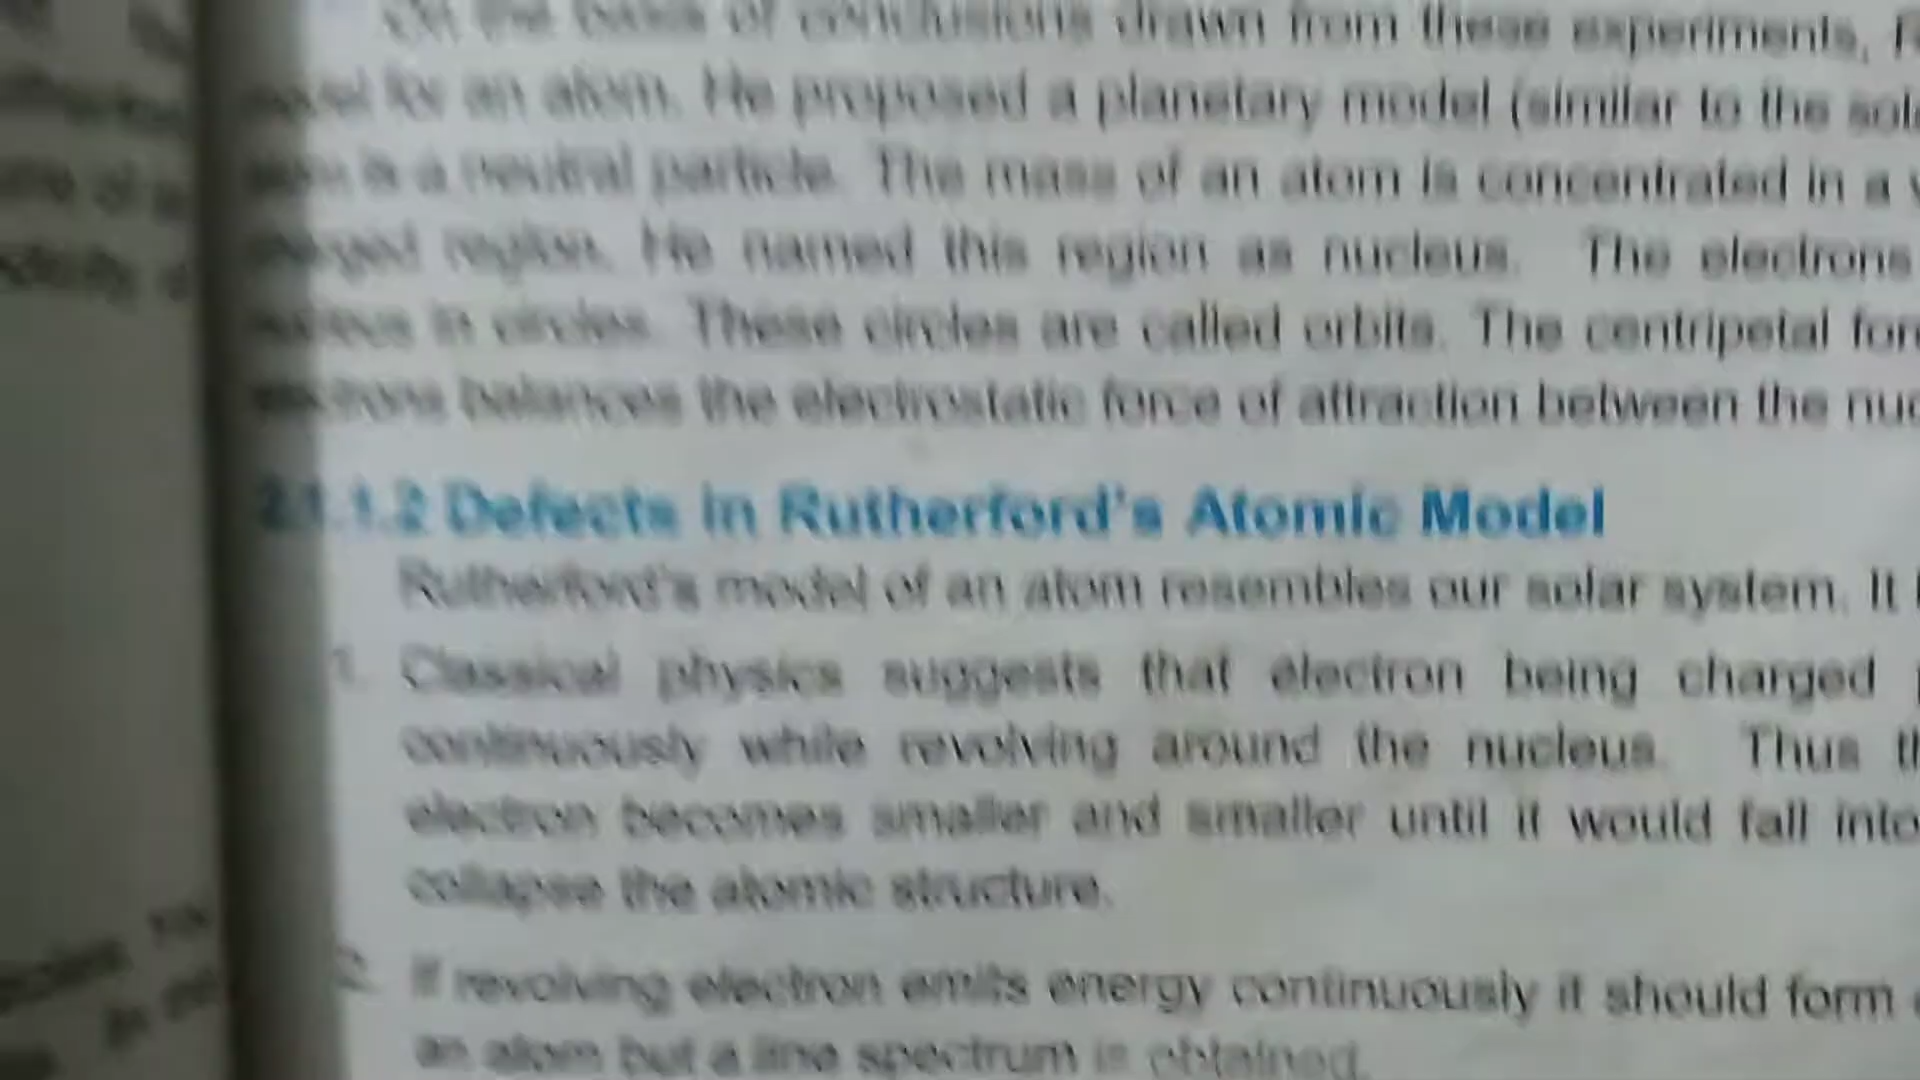 On the basis of conclusions drawn from these experiments,
for an atom. He proposed a planetary model (similar to the
is a neutral particle. The mass of an atom is concentrated in a
region. He named this region as nucleus. The electrons
in circles. These circles are called orbits. The centripetal
electrons balances the electrostatic force of attraction between the
2.1.1.2 Defects in Rutherford's Atomic Model
Rutherford's model of an atom resembles our solar system. It
1. Classical physics suggests that electron being charged
continuously while revolving around the nucleus. Thus
electron becomes smaller and smaller until it would fall into
collapse the atomic structure.
2. If revolving electron emits energy continuously it should form
an atom but a line spectrum is obtained.